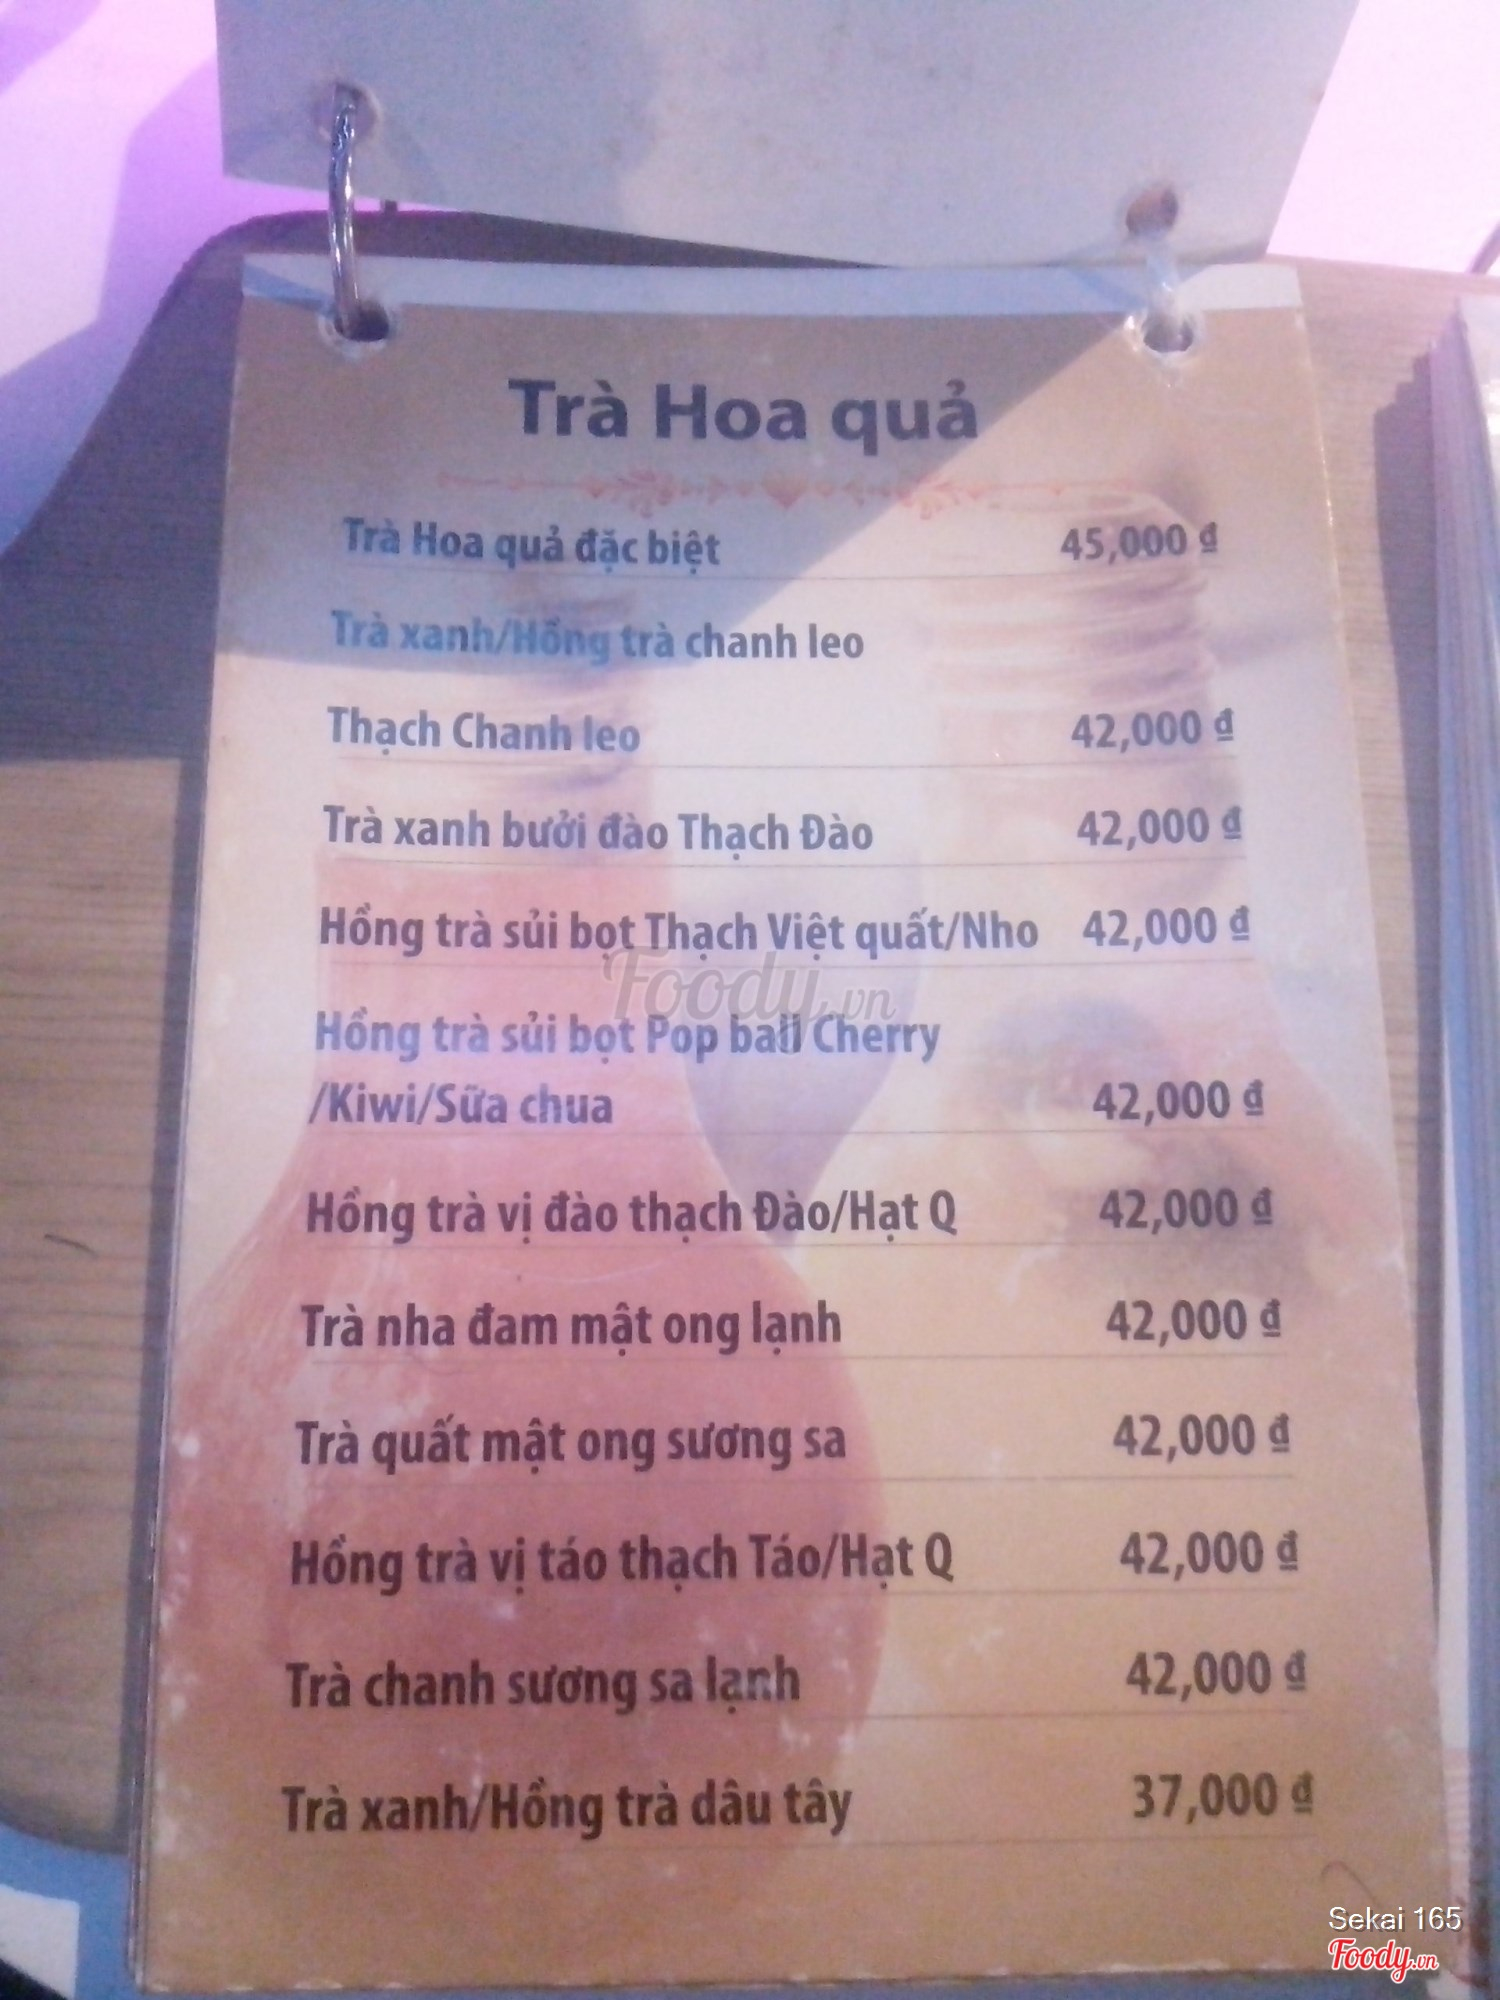 Trà Hoa quả
Trà Hoa quả đặc biệt 45,000 đ
Trà xanh/Hồng trà chanh leo
Thạch Chanh leo 42,000 đ
Trà xanh bưởi đào Thạch Đào 42,000 đ
Hồng trà sủi bọt Thạch Việt quất/Nho 42,000 đ
Hồng trà sủi bọt Pop ball Cherry
/Kiwi/Sữa chua 42,000 đ
Hồng trà vị đào thạch Đào/Hạt Q 42,000 đ
Trà nha đam mật ong lạnh 42,000 đ
Trà quất mật ong sương sa 42,000 đ
Hồng trà vị táo thạch Táo/Hạt Q 42,000 đ
Trà chanh sương sa lạnh 42,000 đ
Trà xanh/Hồng trà dâu tây 37,000 đ
Foody.vn
Sekai 165
Foody.vn